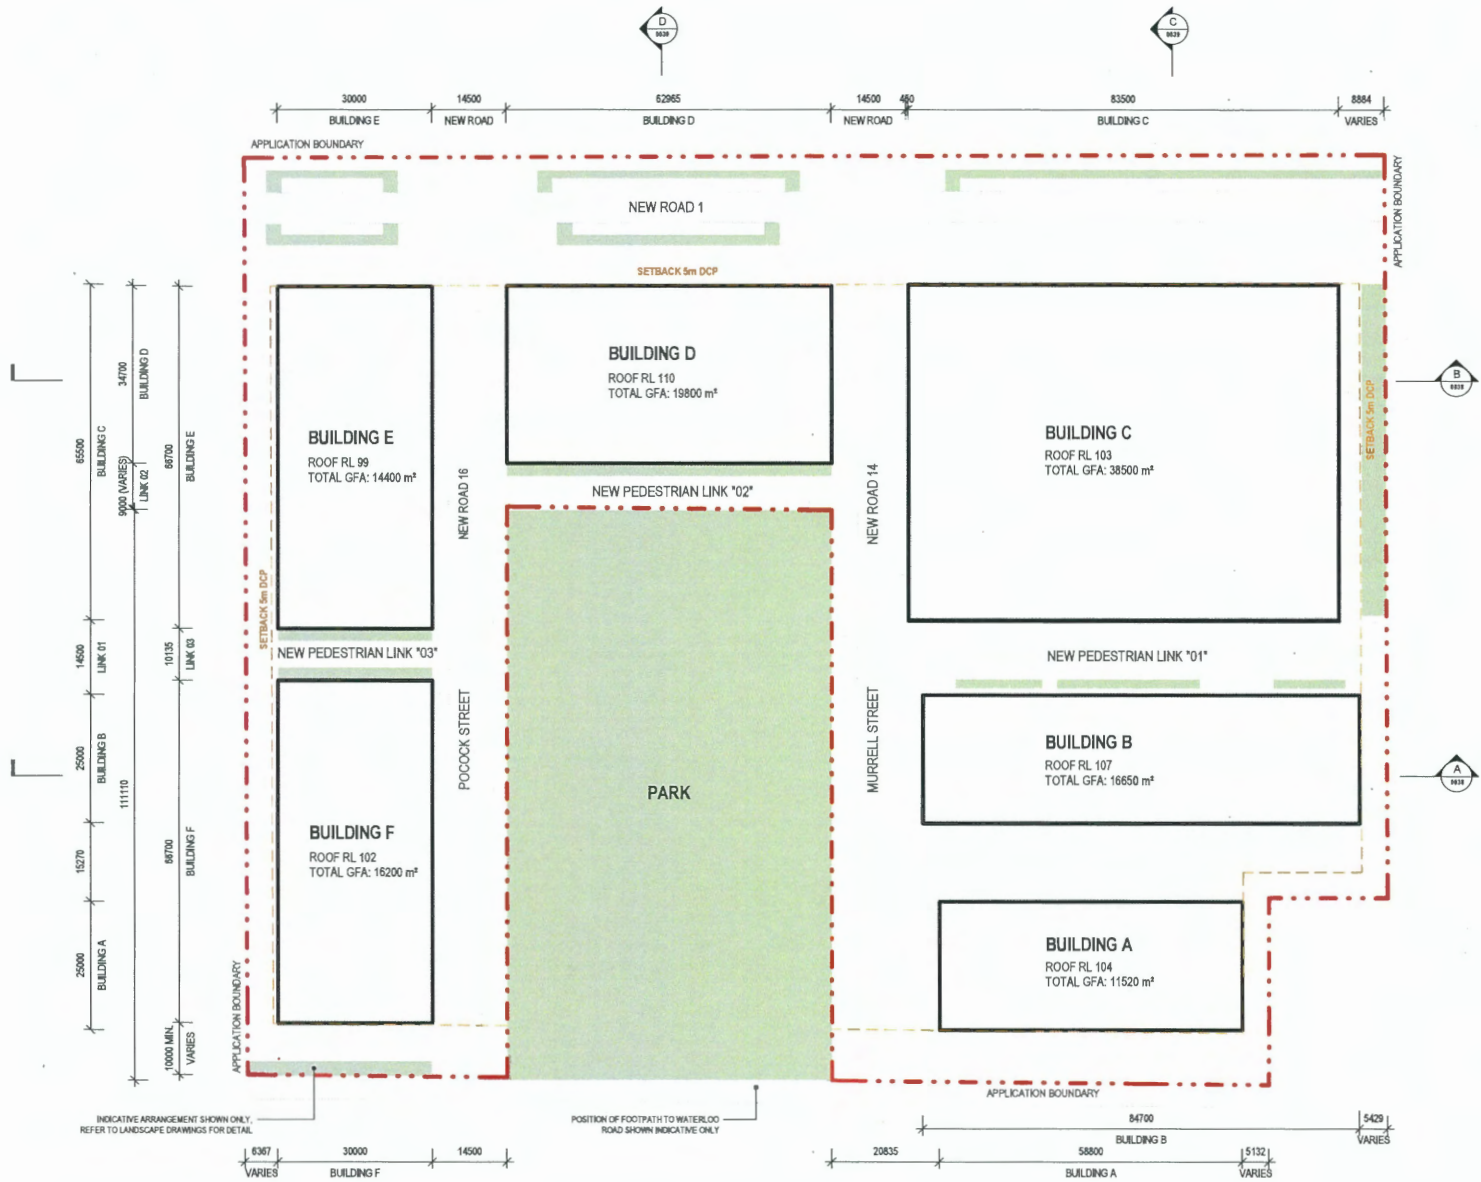 D
C
30000
14500
62965
14500
450
83500
8884
BUILDING E
NEW ROAD
BUILDING D
NEW ROAD
BUILDING C
VARIES
APPLICATION BOUNDARY
APPLICATION BOUNDARY
NEW ROAD 1
SETBACK 5m DCP
65500
BUILDING C
34700
BUILDING D
9000 (VARIES)
LINK 02
66700
BUILDING E
14500
LINK 01
10135
LINK 03
25000
BUILDING B
111110
15270
66700
BUILDING F
25000
BUILDING A
10000 MIN.
VARIES
BUILDING E
ROOF RL 99
TOTAL GFA: 14400 m²
NEW ROAD 16
BUILDING D
ROOF RL 110
TOTAL GFA: 19800 m²
NEW PEDESTRIAN LINK "02"
NEW ROAD 14
BUILDING C
ROOF RL 103
TOTAL GFA: 38500 m²
SETBACK 5m DCP
B
SETBACK 5m DCP
NEW PEDESTRIAN LINK "03"
NEW PEDESTRIAN LINK "01"
POCOCK STREET
PARK
MURRELL STREET
BUILDING B
ROOF RL 107
TOTAL GFA: 16650 m²
A
BUILDING F
ROOF RL 102
TOTAL GFA: 16200 m²
BUILDING A
ROOF RL 104
TOTAL GFA: 11520 m²
APPLICATION BOUNDARY
APPLICATION BOUNDARY
INDICATIVE ARRANGEMENT SHOWN ONLY,
REFER TO LANDSCAPE DRAWINGS FOR DETAIL
POSITION OF FOOTPATH TO WATERLOO
ROAD SHOWN INDICATIVE ONLY
84700
5429
BUILDING B
VARIES
6367
30000
14500
20835
58800
5132
VARIES
BUILDING F
BUILDING A
VARIES